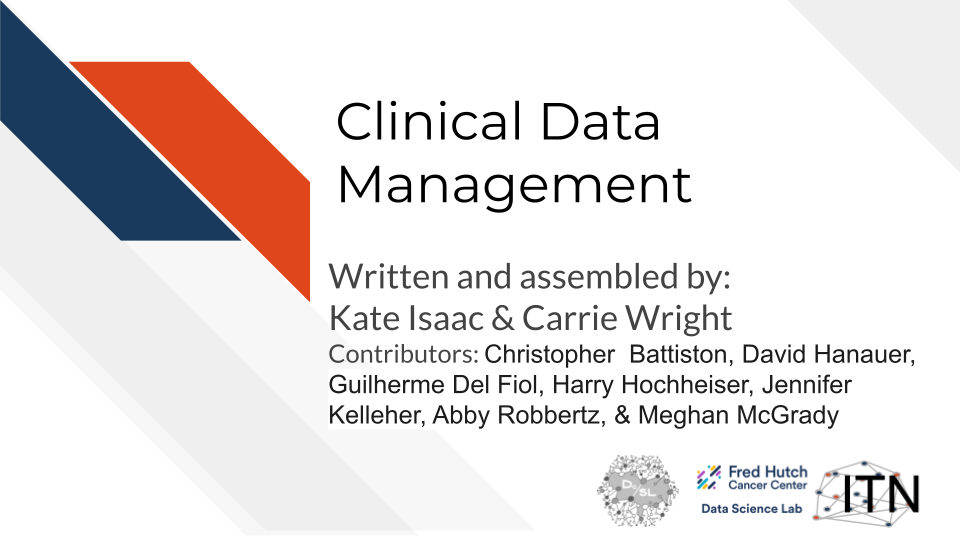 Clinical Data
Management
Written and assembled by:
Kate Isaac & Carrie Wright
Contributors: Christopher  Battiston, David Hanauer,
Guilherme Del Fiol, Harry Hochheiser, Jennifer
Kelleher, Abby Robbertz, & Meghan McGrady
Fred Hutch
Cancer Center
Data Science Lab
ITN